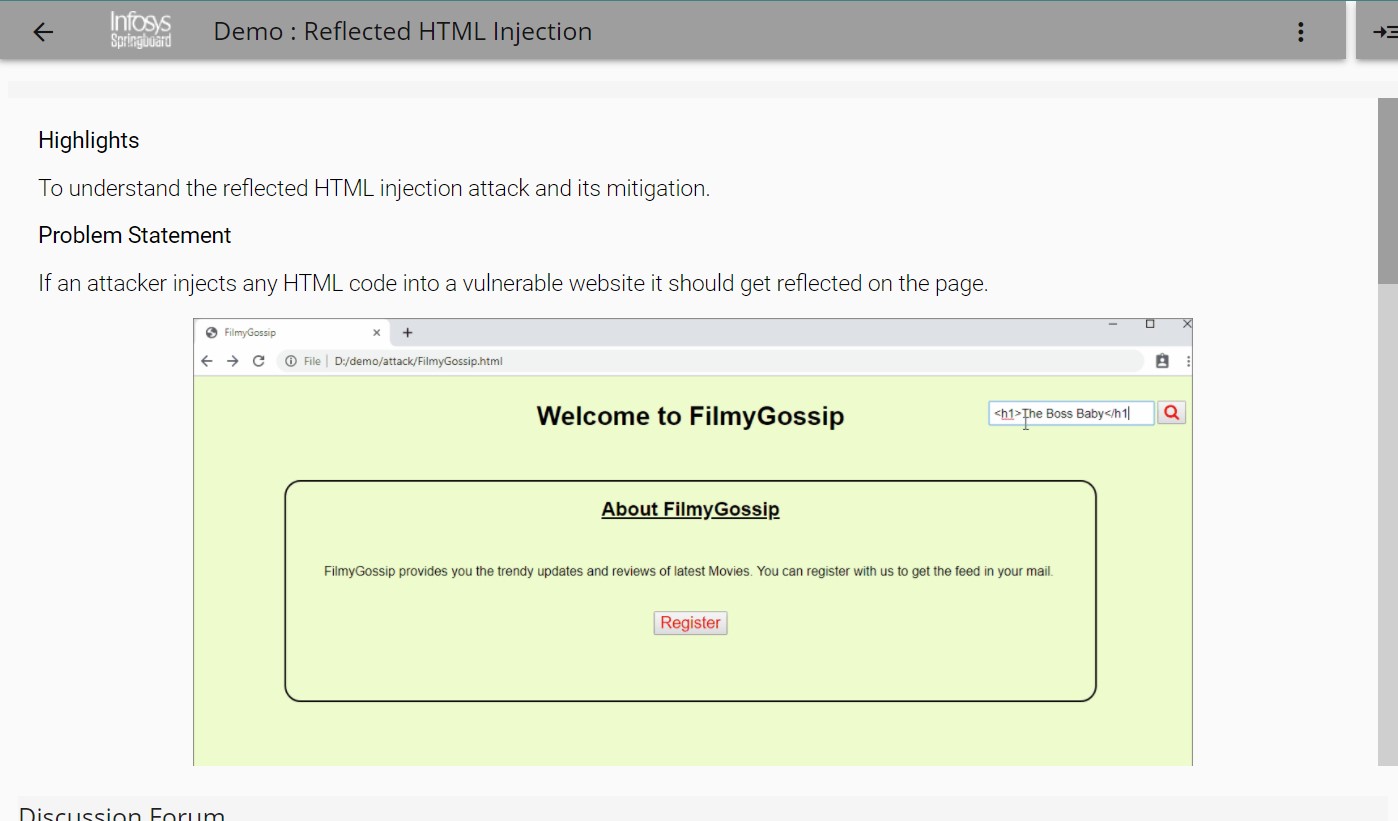 Infosys
Springboard
Demo : Reflected HTML Injection
Highlights
To understand the reflected HTML injection attack and its mitigation.
Problem Statement
If an attacker injects any HTML code into a vulnerable website it should get reflected on the page.
FilmyGossip
File | D:/demo/attack/FilmyGossip.html
Welcome to FilmyGossip
<h1>The Boss Baby</h1
About FilmyGossip
FilmyGossip provides you the trendy updates and reviews of latest Movies. You can register with us to get the feed in your mail.
Register
Discussion Forum